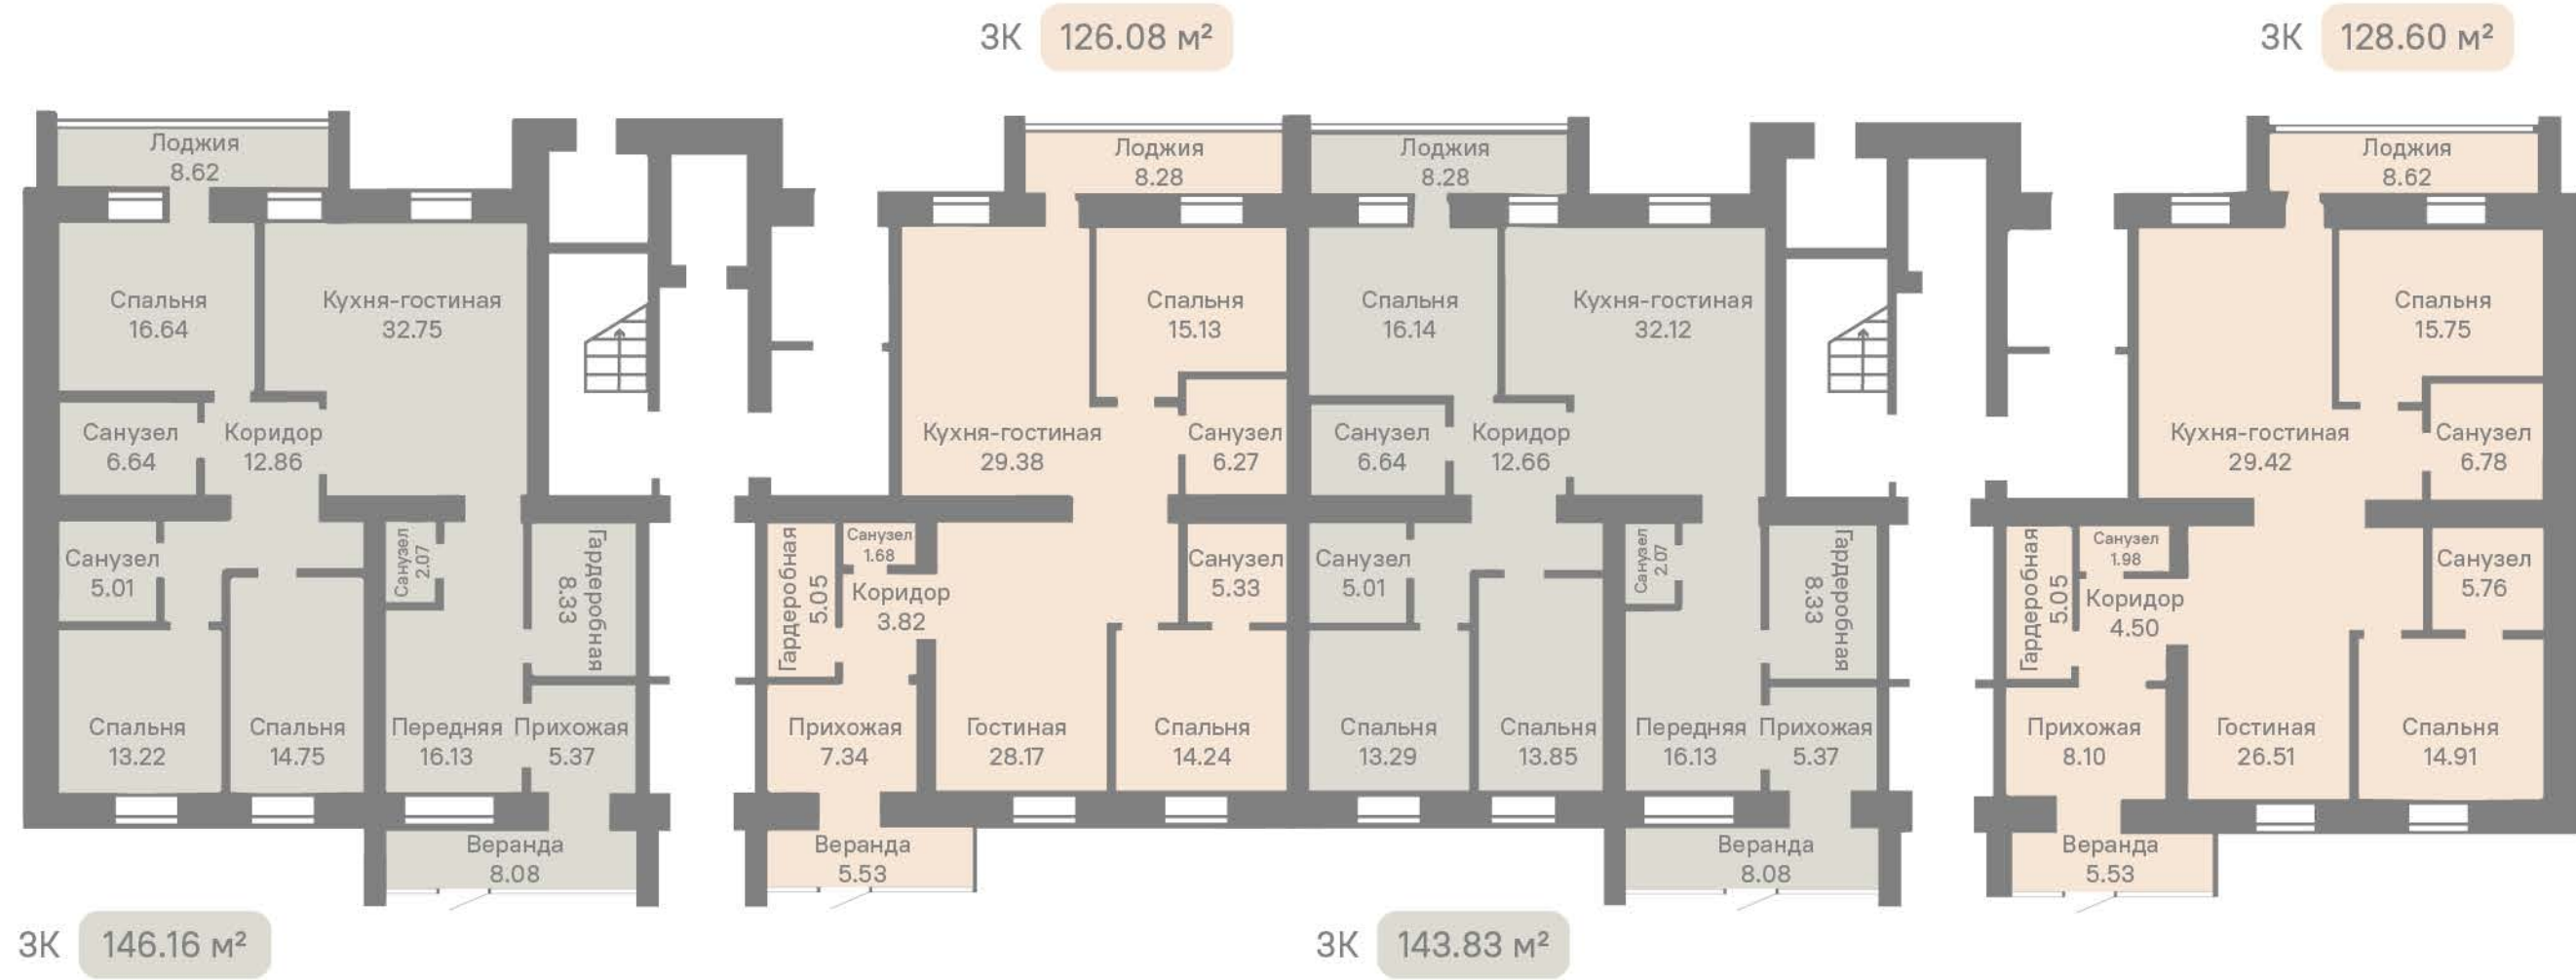 3К 126.08 м²
3К 128.60 м²
Лоджия
8.62
Спальня
16.64
Кухня-гостиная
32.75
Санузел
6.64
Коридор
12.86
Санузел
5.01
Санузел
2.07
Гардеробная
8.33
Спальня
13.22
Спальня
14.75
Передняя
16.13
Прихожая
5.37
Веранда
8.08
Лоджия
8.28
Спальня
15.13
Кухня-гостиная
29.38
Санузел
6.27
Гардеробная
5.05
Санузел
1.68
Коридор
3.82
Санузел
5.33
Прихожая
7.34
Гостиная
28.17
Спальня
14.24
Веранда
5.53
Лоджия
8.28
Спальня
16.14
Кухня-гостиная
32.12
Санузел
6.64
Коридор
12.66
Санузел
5.01
Санузел
2.07
Гардеробная
8.33
Спальня
13.29
Спальня
13.85
Передняя
16.13
Прихожая
5.37
Веранда
8.08
Лоджия
8.62
Спальня
15.75
Кухня-гостиная
29.42
Санузел
6.78
Гардеробная
5.05
Санузел
1.98
Коридор
4.50
Санузел
5.76
Прихожая
8.10
Гостиная
26.51
Спальня
14.91
Веранда
5.53
3К 146.16 м²
3К 143.83 м²